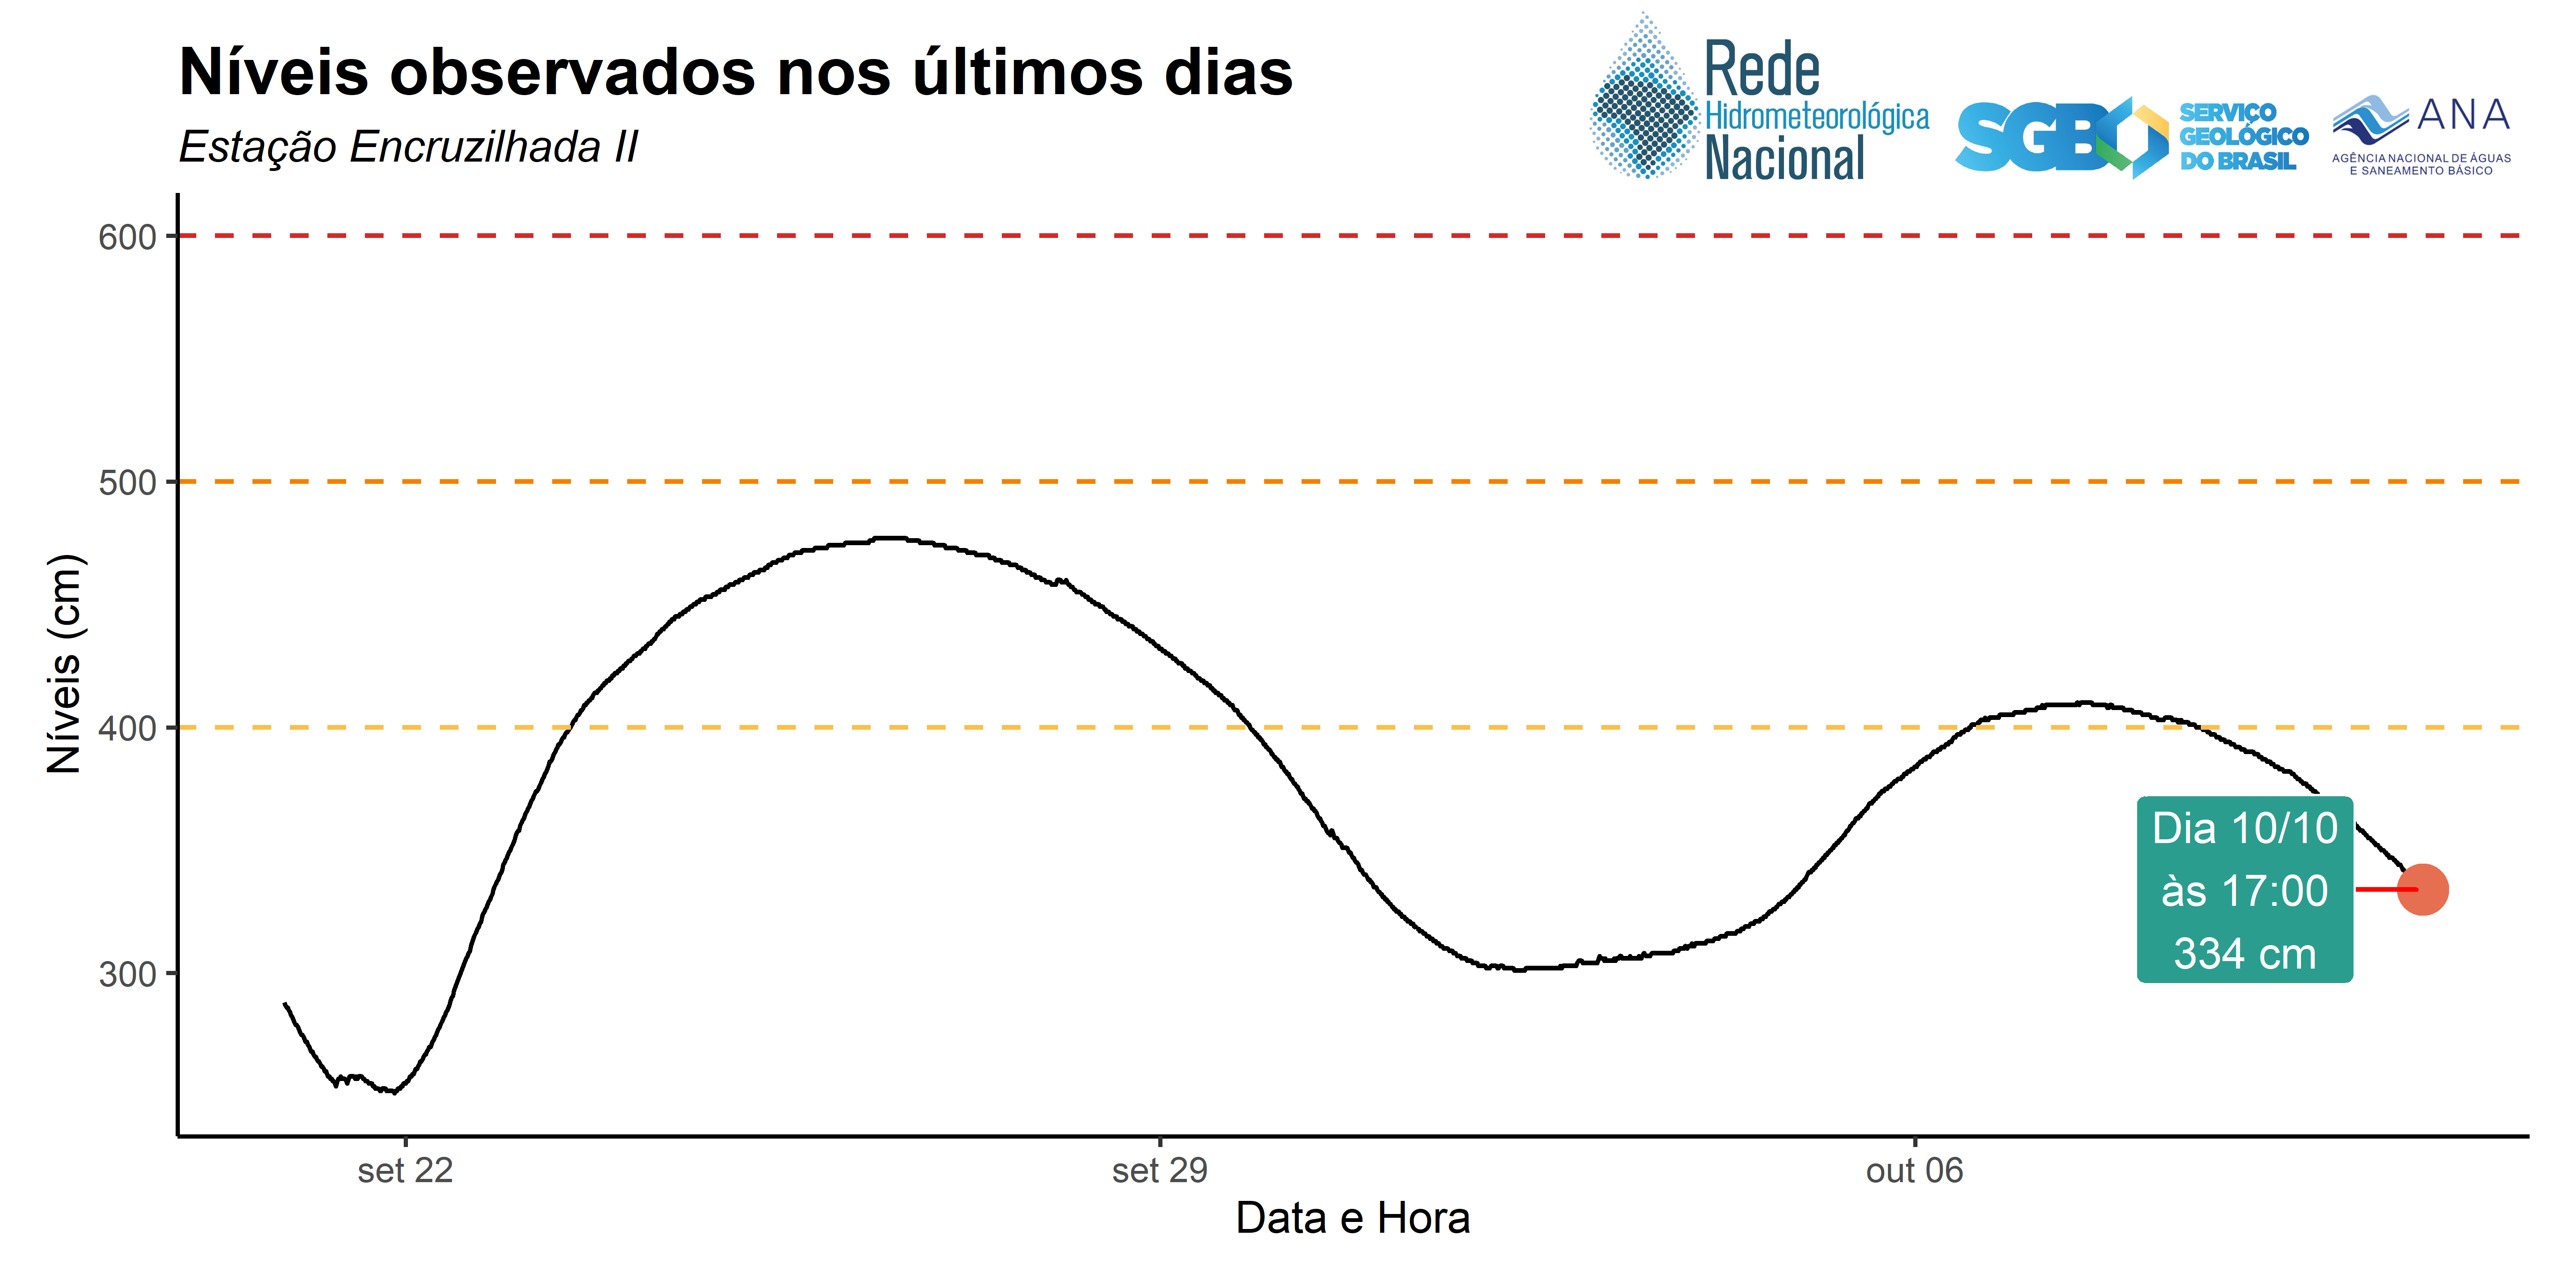 Níveis observados nos últimos dias
Estação Encruzilhada II
Rede
Hidrometeorológica
Nacional
SGB
SERVIÇO
GEOLÓGICO
DO BRASIL
ANA
AGÊNCIA NACIONAL DE ÁGUAS
E SANEAMENTO BÁSICO
600
500
400
300
Níveis (cm)
Dia 10/10
às 17:00
334 cm
set 22
set 29
out 06
Data e Hora